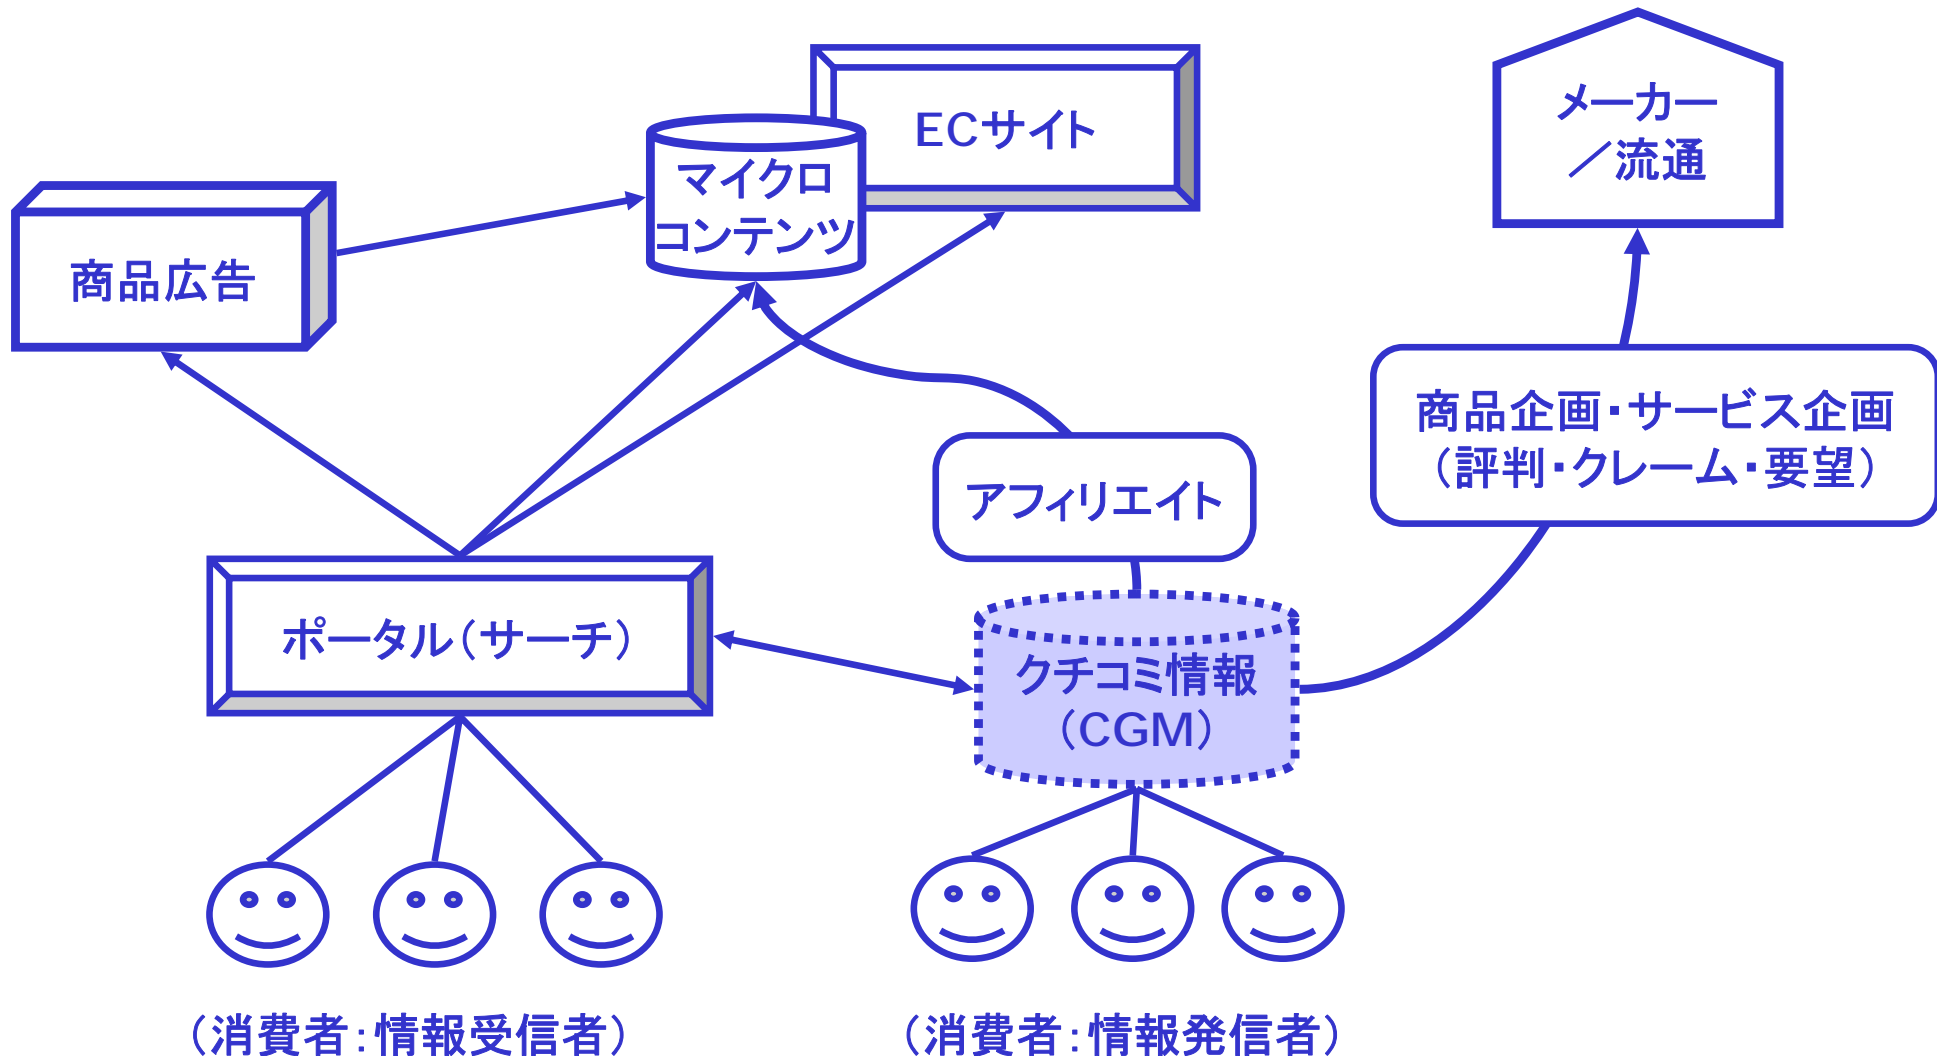 ECサイト
メーカー
／流通
マイクロ
コンテンツ
商品広告
商品企画・サービス企画
（評判・クレーム・要望）
アフィリエイト
ポータル（サーチ）
クチコミ情報
（CGM）
（消費者：情報受信者）
（消費者：情報発信者）